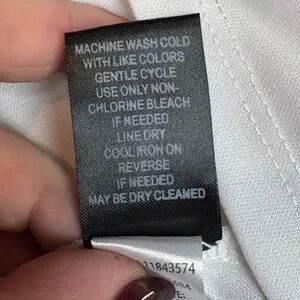 MACHINE WASH COLD
WITH LIKE COLORS
GENTLE CYCLE
USE ONLY NON-
CHLORINE BLEACH
IF NEEDED
LINE DRY
COOL IRON ON
REVERSE
IF NEEDED
MAY BE DRY CLEANED
11843574